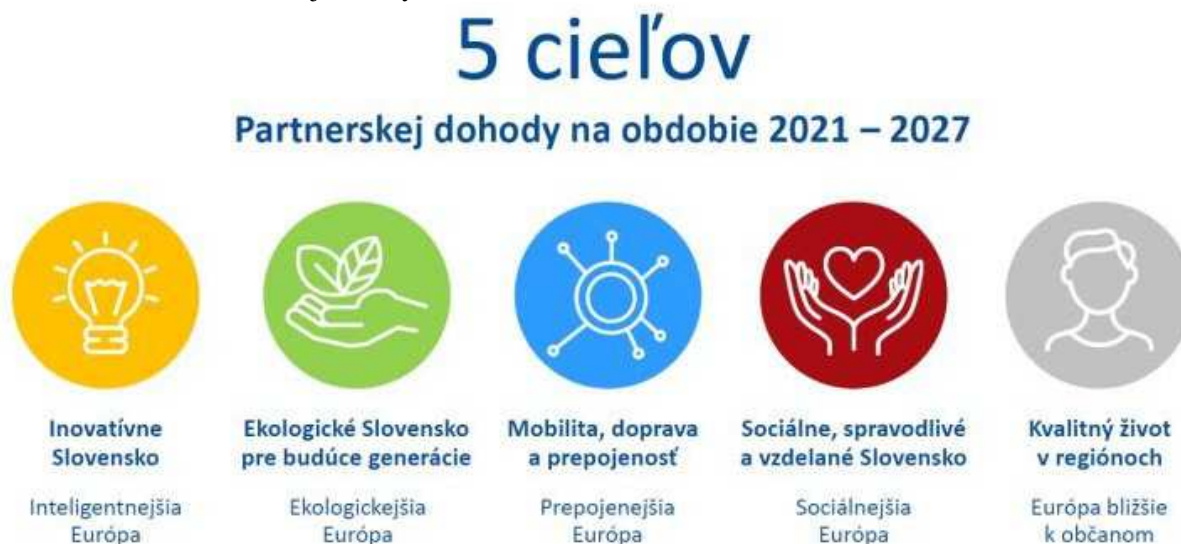 5 cieľov
Partnerskej dohody na obdobie 2021 – 2027
Inovatívne
Slovensko
Inteligentnejšia
Európa
Ekologické Slovensko
pre budúce generácie
Ekologickejšia
Európa
Mobilita, doprava
a prepojenosť
Prepojenejšia
Európa
Sociálne, spravodlivé
a vzdelané Slovensko
Sociálnejšia
Európa
Kvalitný život
v regiónoch
Európa bližšie
k občanom